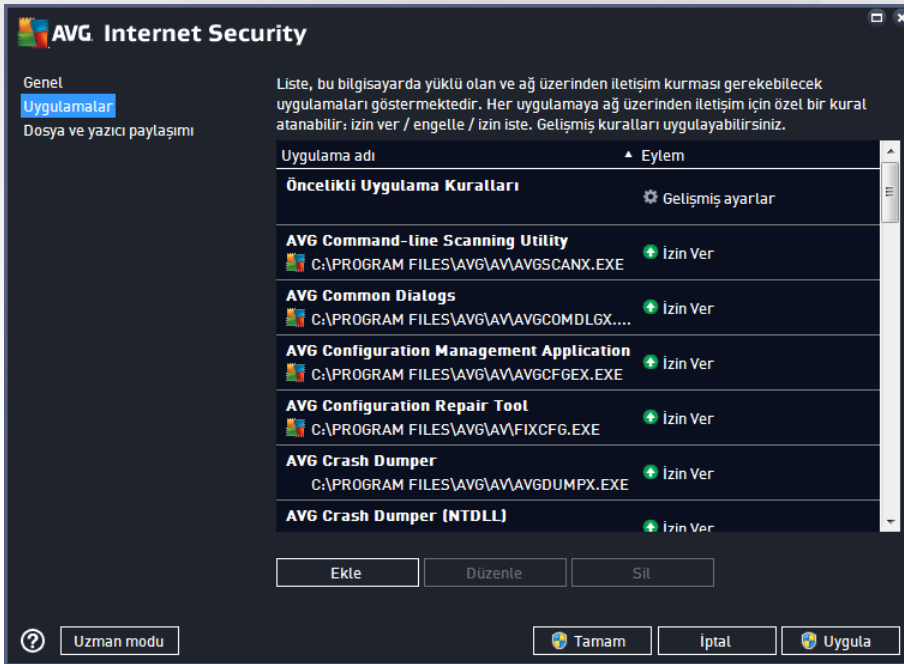 AVG Internet Security
Genel
Uygulamalar
Dosya ve yazıcı paylaşımı
Liste, bu bilgisayarda yüklü olan ve ağ üzerinden iletişim kurması gerekebilecek
uygulamaları göstermektedir. Her uygulamaya ağ üzerinden iletişim için özel bir kural
atanabilir: izin ver / engelle / izin iste. Gelişmiş kuralları uygulayabilirsiniz.
Uygulama adı Eylem
Öncelikli Uygulama Kuralları
Gelişmiş ayarlar
AVG Command-line Scanning Utility
C:\PROGRAM FILES\AVG\AV\AVGSCANX.EXE
İzin Ver
AVG Common Dialogs
C:\PROGRAM FILES\AVG\AV\AVGCOMDLGX....
İzin Ver
AVG Configuration Management Application
C:\PROGRAM FILES\AVG\AV\AVGCFGEX.EXE
İzin Ver
AVG Configuration Repair Tool
C:\PROGRAM FILES\AVG\AV\FIXCFG.EXE
İzin Ver
AVG Crash Dumper
C:\PROGRAM FILES\AVG\AV\AVGDUMPX.EXE
İzin Ver
AVG Crash Dumper (NTDLL)
İzin Ver
Ekle Düzenle Sil
? Uzman modu Tamam İptal Uygula